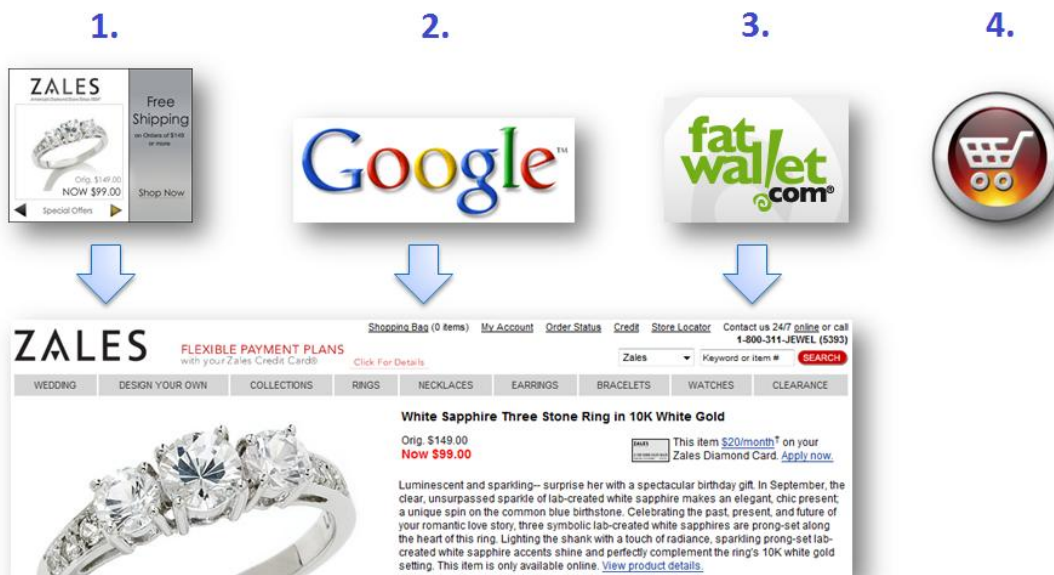 1.
2.
3.
4.
ZALES
Free
Shipping
on Orders of $149
or more
Orig. $149.00
NOW $99.00
Shop Now
Special Offers
Google™
fat
wallet
.com®
ZALES
FLEXIBLE PAYMENT PLANS
with your Zales Credit Card®
Click For Details
Shopping Bag (0 items) My Account Order Status Credit Store Locator Contact us 24/7 online or call
1-800-311-JEWEL (5393)
Zales Keyword or item # SEARCH
WEDDING DESIGN YOUR OWN COLLECTIONS RINGS NECKLACES EARRINGS BRACELETS WATCHES CLEARANCE
White Sapphire Three Stone Ring in 10K White Gold
Orig. $149.00
Now $99.00
ZALES
This item $20/month† on your
Zales Diamond Card. Apply now.
Luminescent and sparkling-- surprise her with a spectacular birthday gift. In September, the
clear, unsurpassed sparkle of lab-created white sapphire makes an elegant, chic present;
a unique spin on the common blue birthstone. Celebrating the past, present, and future of
your romantic love story, three symbolic lab-created white sapphires are prong-set along
the heart of this ring. Lighting the shank with a touch of radiance, sparkling prong-set lab-
created white sapphire accents shine and perfectly complement the ring's 10K white gold
setting. This item is only available online. View product details.